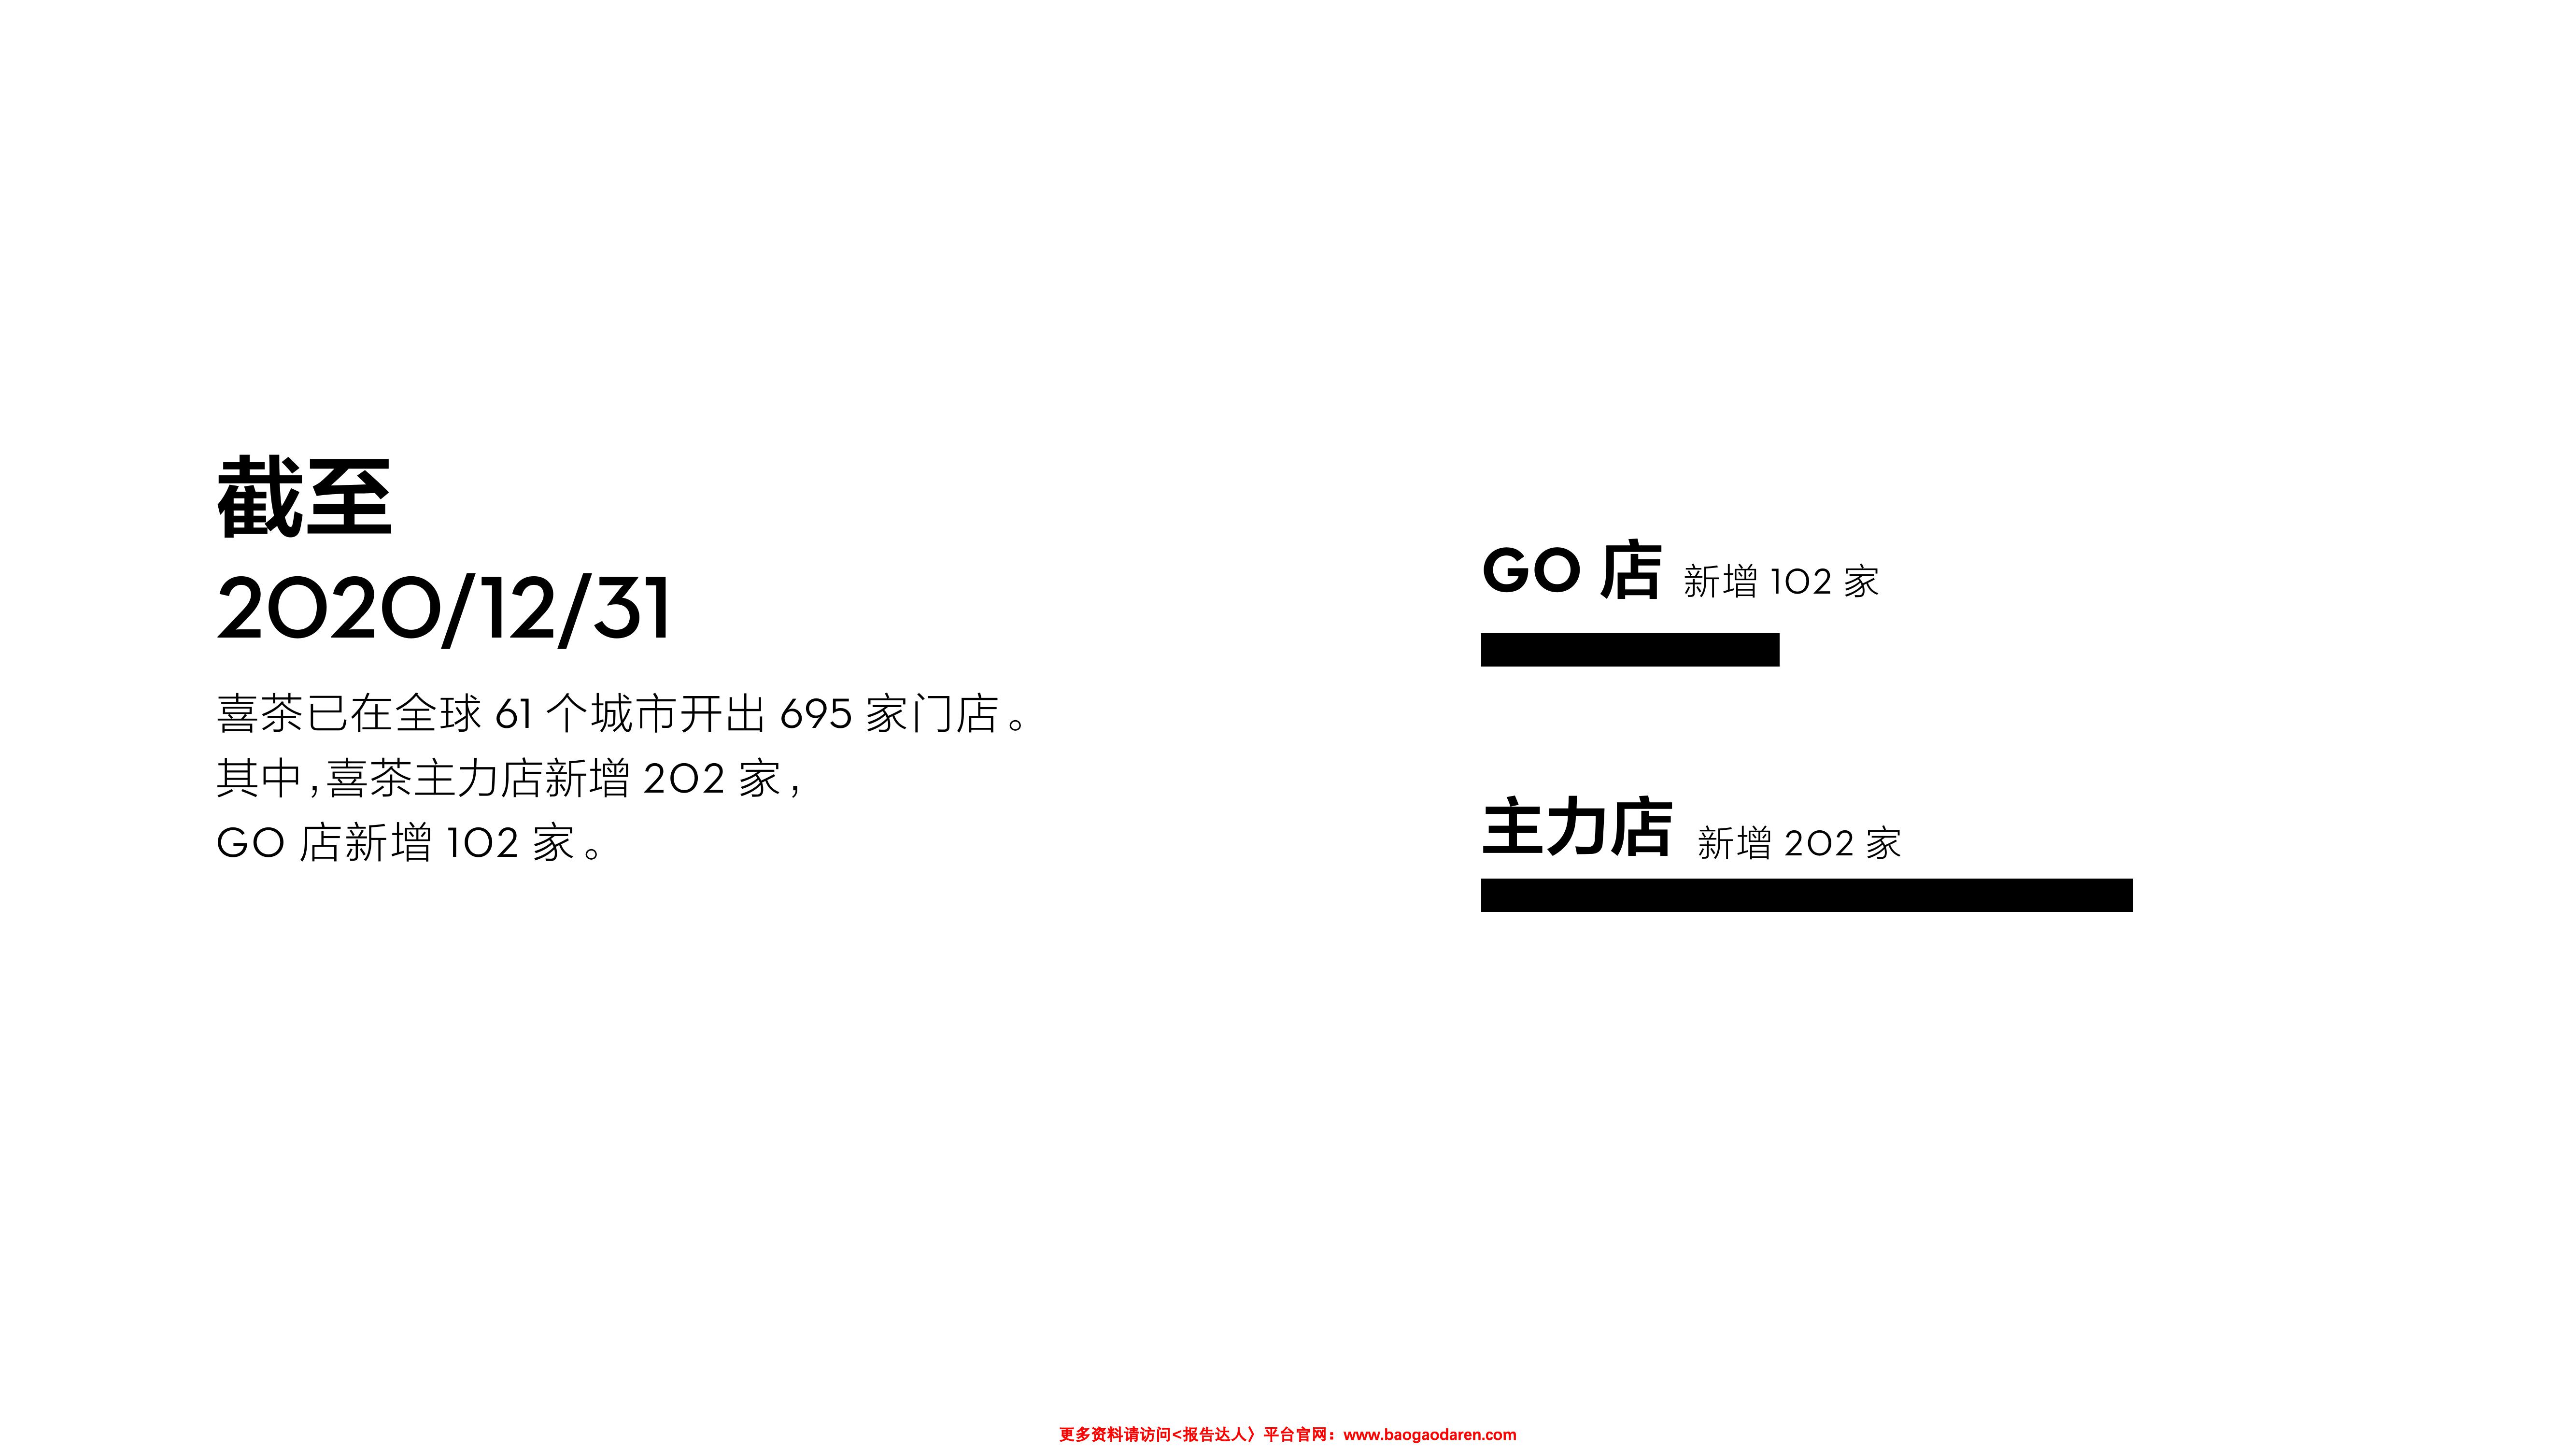 截至
2020/12/31
喜茶已在全球 61 个城市开出 695 家门店。
其中,喜茶主力店新增 202 家,
GO 店新增 102 家。
GO 店 新增 102 家
主力店 新增 202 家
更多资料请访问<报告达人〉平台官网：www.baogaodaren.com